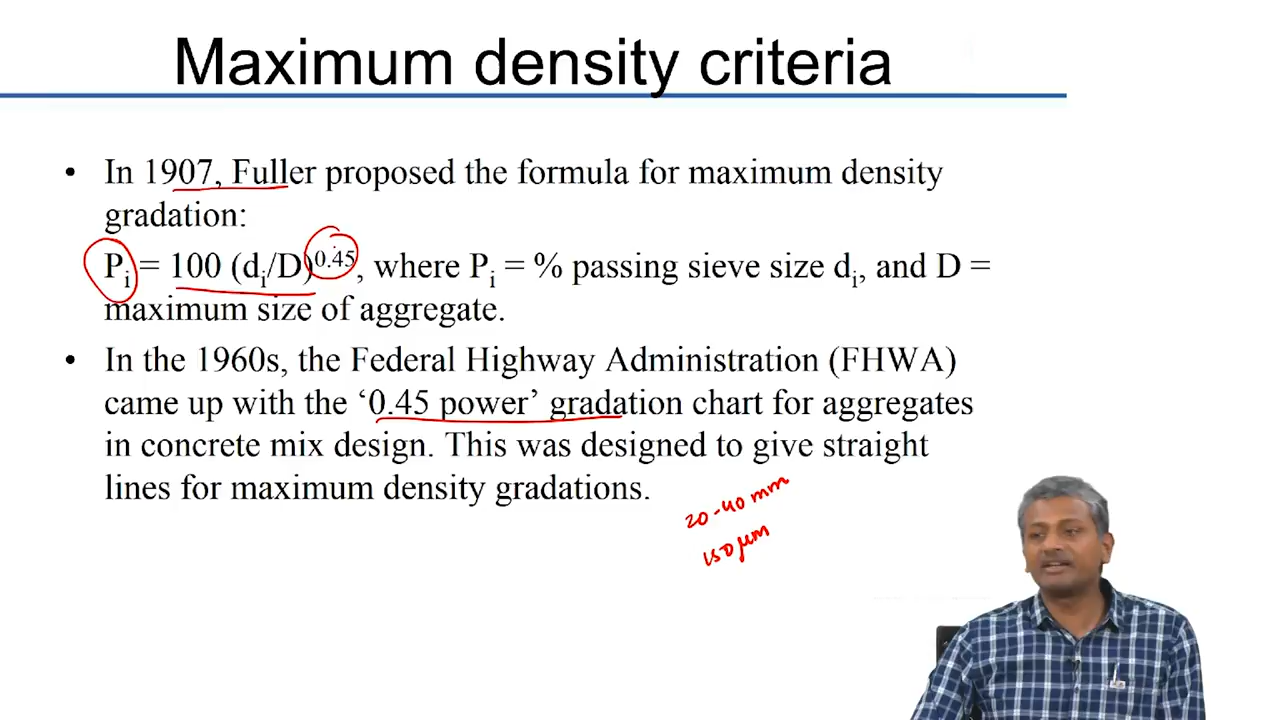 Maximum density criteria
• In 1907, Fuller proposed the formula for maximum density
gradation:
Pi = 100 (di/D)0.45, where Pi = % passing sieve size di, and D =
maximum size of aggregate.
• In the 1960s, the Federal Highway Administration (FHWA)
came up with the ‘0.45 power’ gradation chart for aggregates
in concrete mix design. This was designed to give straight
lines for maximum density gradations.
20-40 mm
150 μm